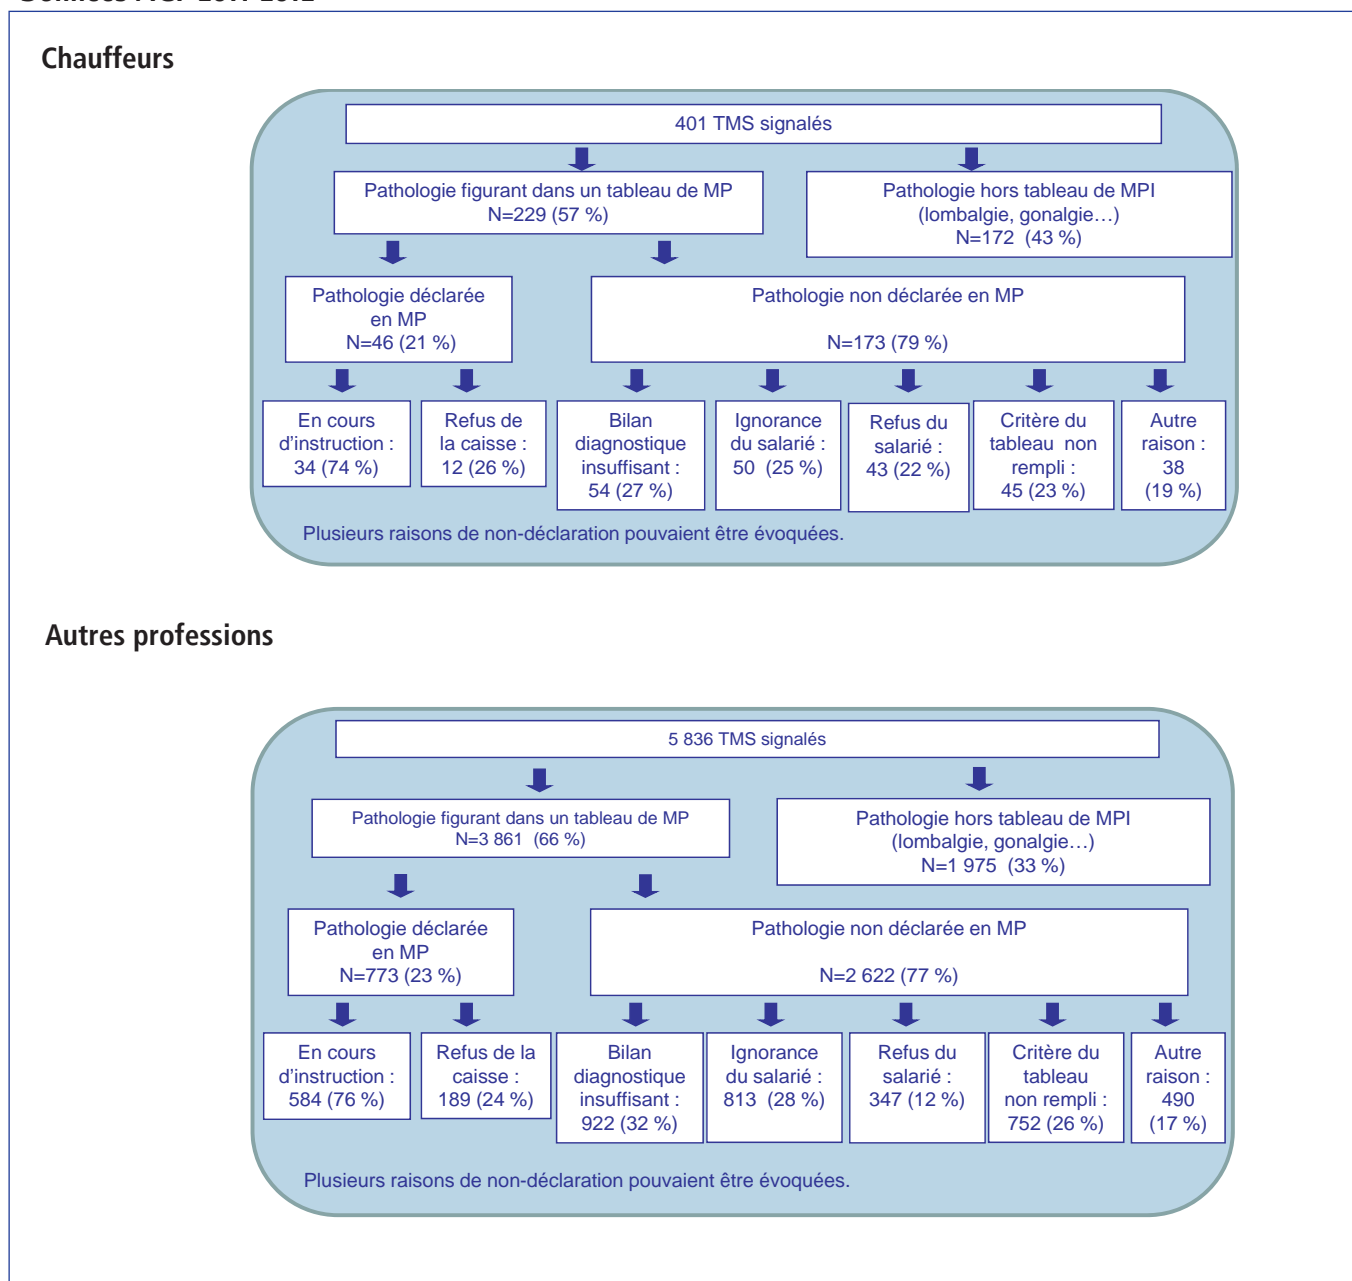 Chauffeurs
401 TMS signalés
Pathologie figurant dans un tableau de MP
N=229 (57 %)
Pathologie hors tableau de MPI
(lombalgie, gonalgie…)
N=172 (43 %)
Pathologie déclarée
en MP
N=46 (21 %)
Pathologie non déclarée en MP
N=173 (79 %)
En cours
d’instruction :
34 (74 %)
Refus de
la caisse :
12 (26 %)
Bilan
diagnostique
insuffisant :
54 (27 %)
Ignorance
du salarié :
50 (25 %)
Refus du
salarié :
43 (22 %)
Critère du
tableau non
rempli :
45 (23 %)
Autre
raison :
38
(19 %)
Plusieurs raisons de non-déclaration pouvaient être évoquées.
Autres professions
5 836 TMS signalés
Pathologie figurant dans un tableau de MP
N=3 861 (66 %)
Pathologie hors tableau de MPI
(lombalgie, gonalgie…)
N=1 975 (33 %)
Pathologie déclarée
en MP
N=773 (23 %)
Pathologie non déclarée en MP
N=2 622 (77 %)
En cours
d’instruction :
584 (76 %)
Refus de la
caisse :
189 (24 %)
Bilan
diagnostique
insuffisant :
922 (32 %)
Ignorance
du salarié :
813 (28 %)
Refus du
salarié :
347 (12 %)
Critère du
tableau
non rempli :
752 (26 %)
Autre
raison :
490
(17 %)
Plusieurs raisons de non-déclaration pouvaient être évoquées.